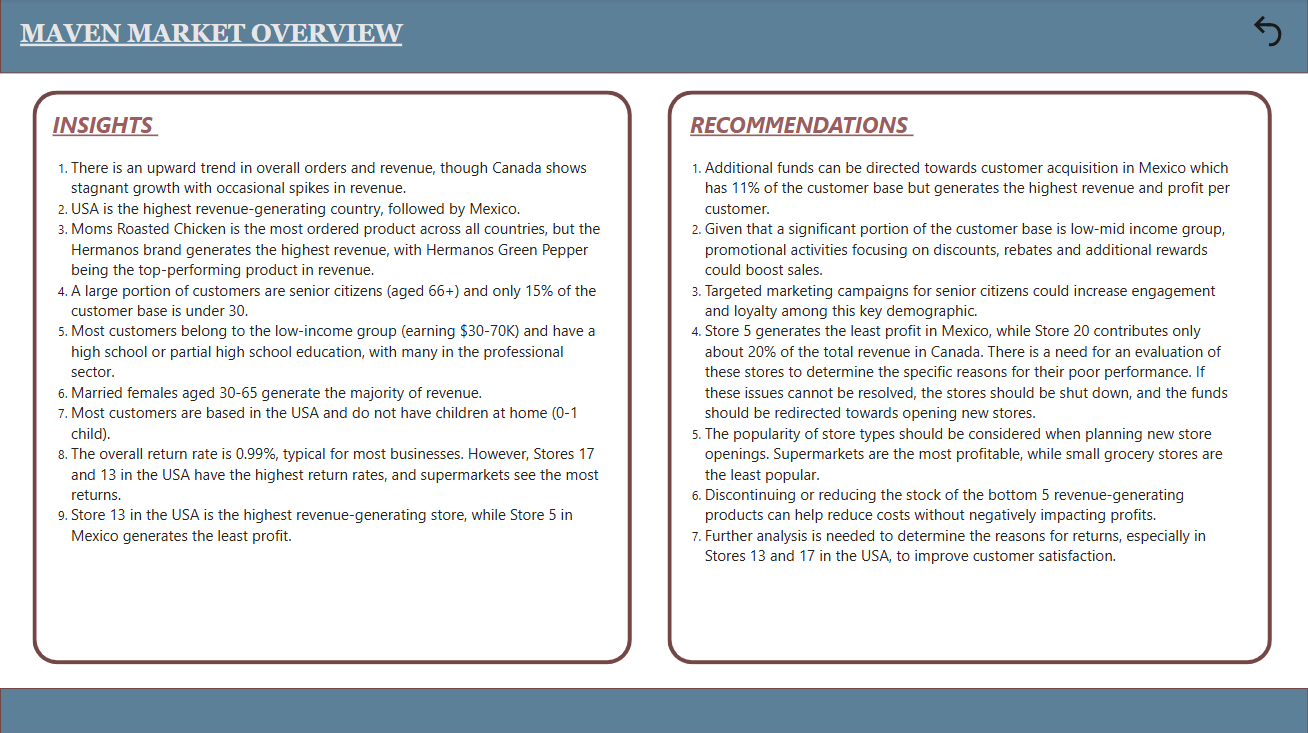 MAVEN MARKET OVERVIEW
INSIGHTS
1. There is an upward trend in overall orders and revenue, though Canada shows
stagnant growth with occasional spikes in revenue.
2. USA is the highest revenue-generating country, followed by Mexico.
3. Moms Roasted Chicken is the most ordered product across all countries, but the
Hermanos brand generates the highest revenue, with Hermanos Green Pepper
being the top-performing product in revenue.
4. A large portion of customers are senior citizens (aged 66+) and only 15% of the
customer base is under 30.
5. Most customers belong to the low-income group (earning $30-70K) and have a
high school or partial high school education, with many in the professional
sector.
6. Married females aged 30-65 generate the majority of revenue.
7. Most customers are based in the USA and do not have children at home (0-1
child).
8. The overall return rate is 0.99%, typical for most businesses. However, Stores 17
and 13 in the USA have the highest return rates, and supermarkets see the most
returns.
9. Store 13 in the USA is the highest revenue-generating store, while Store 5 in
Mexico generates the least profit.
RECOMMENDATIONS
1. Additional funds can be directed towards customer acquisition in Mexico which
has 11% of the customer base but generates the highest revenue and profit per
customer.
2. Given that a significant portion of the customer base is low-mid income group,
promotional activities focusing on discounts, rebates and additional rewards
could boost sales.
3. Targeted marketing campaigns for senior citizens could increase engagement
and loyalty among this key demographic.
4. Store 5 generates the least profit in Mexico, while Store 20 contributes only
about 20% of the total revenue in Canada. There is a need for an evaluation of
these stores to determine the specific reasons for their poor performance. If
these issues cannot be resolved, the stores should be shut down, and the funds
should be redirected towards opening new stores.
5. The popularity of store types should be considered when planning new store
openings. Supermarkets are the most profitable, while small grocery stores are
the least popular.
6. Discontinuing or reducing the stock of the bottom 5 revenue-generating
products can help reduce costs without negatively impacting profits.
7. Further analysis is needed to determine the reasons for returns, especially in
Stores 13 and 17 in the USA, to improve customer satisfaction.